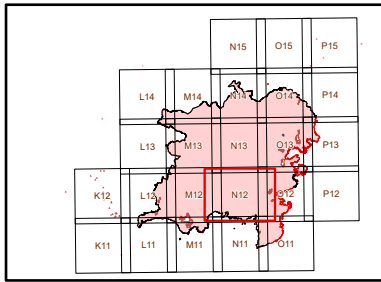 N15 O15 P15
L14 M14 N14 O14 P14
L13 M13 N13 O13 P13
K12 L12 M12 N12 O12 P12
K11 L11 M11 N11 O11